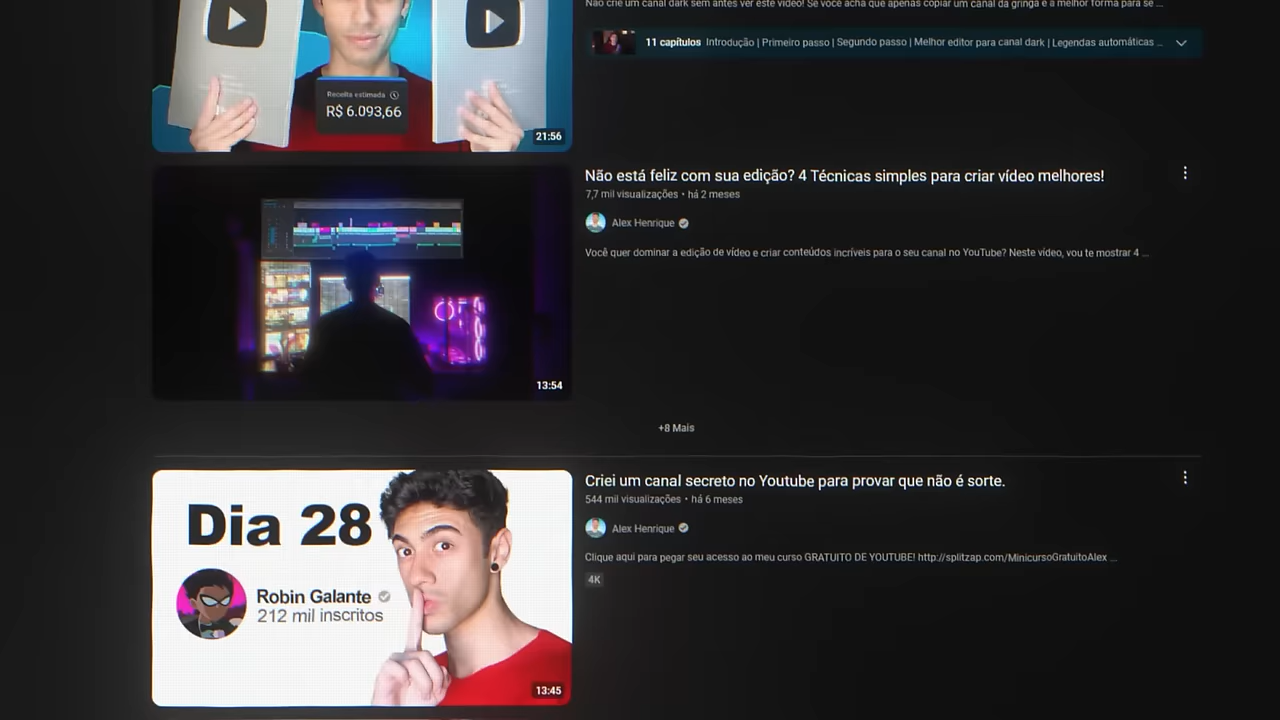 Não crie um canal dark sem antes ver este vídeo! Se você acha que apenas copiar um canal da gringa é a melhor forma para se ...
11 capítulos Introdução | Primeiro passo | Segundo passo | Melhor editor para canal dark | Legendas automáticas ...
Receita estimada
R$ 6.093,66
21:56
Não está feliz com sua edição? 4 Técnicas simples para criar vídeo melhores!
7,7 mil visualizações • há 2 meses
Alex Henrique
Você quer dominar a edição de vídeo e criar conteúdos incríveis para o seu canal no YouTube? Neste vídeo, vou te mostrar 4 ...
13:54
+8 Mais
Dia 28
Robin Galante
212 mil inscritos
13:45
Criei um canal secreto no Youtube para provar que não é sorte.
544 mil visualizações • há 6 meses
Alex Henrique
Clique aqui para pegar seu acesso ao meu curso GRATUITO DE YOUTUBE! http://splitzap.com/MinicursoGratuitoAlex ...
4K